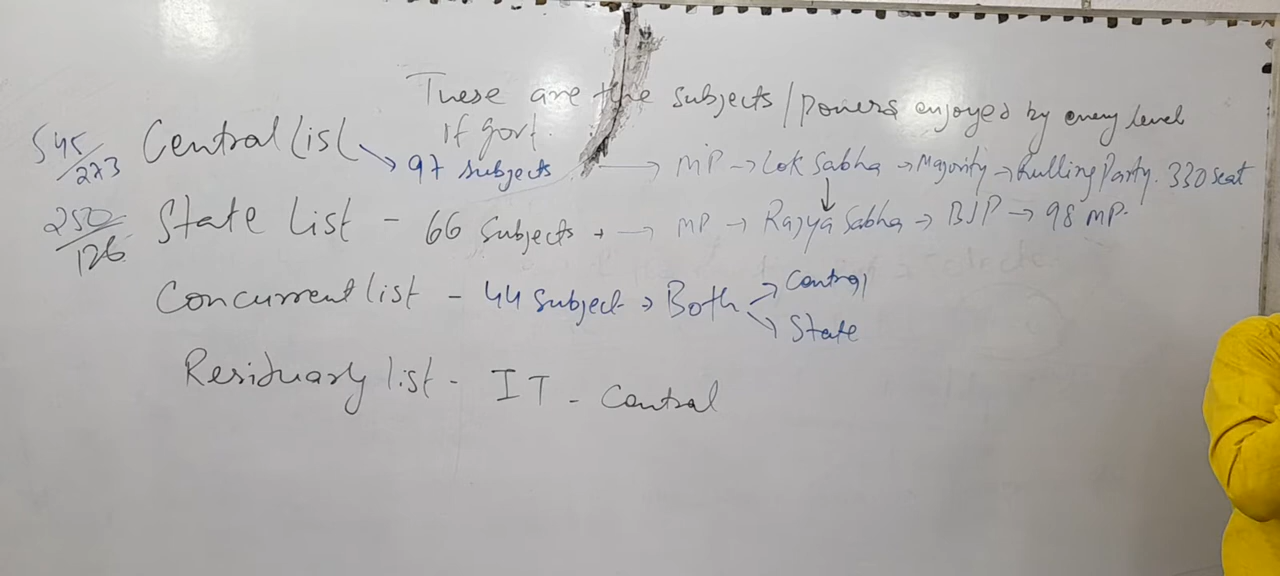 These are the subjects/powers enjoyed by every level
if govt.
545/273 Central list → 97 subjects → MP → Lok Sabha → Majority → Rulling Party. 330 seat
250/126 State list - 66 Subjects + → MP → Rajya Sabha → BJP → 98 MP.
Concurrent list - 44 Subject → Both → Central
→ State
Residuary list - IT - Central